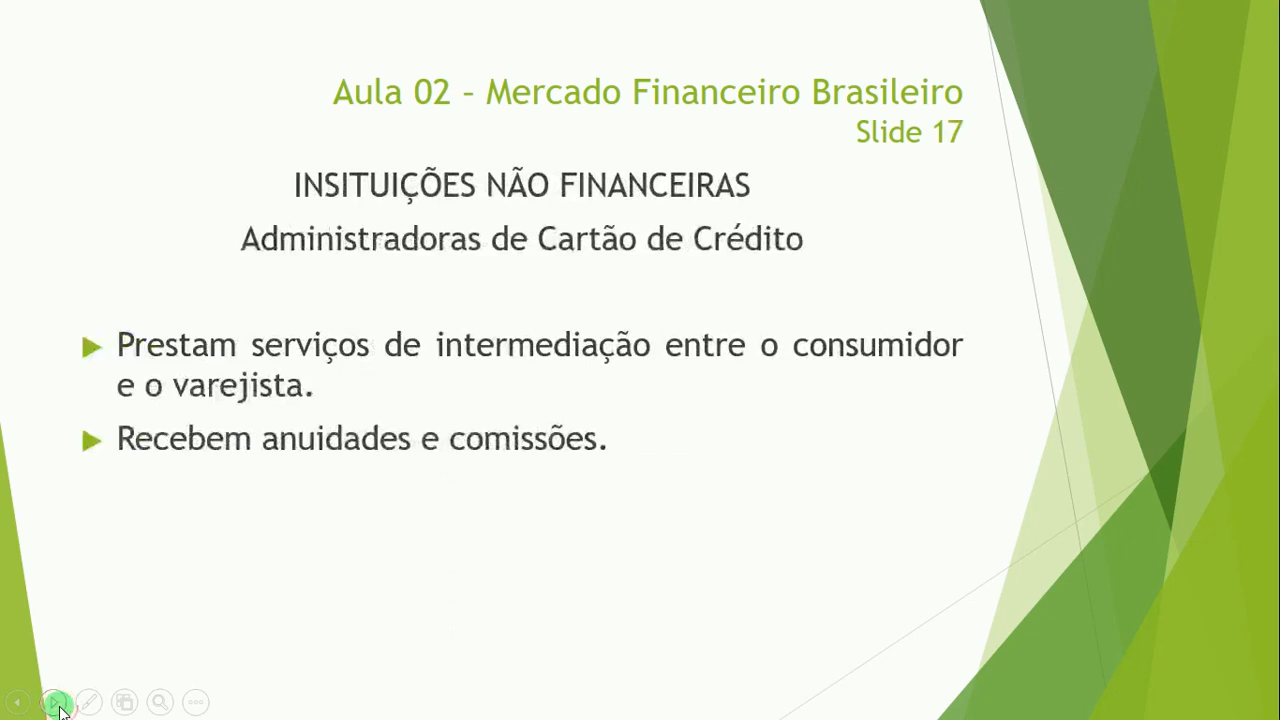 Aula 02 – Mercado Financeiro Brasileiro
Slide 17
INSITUIÇÕES NÃO FINANCEIRAS
Administradoras de Cartão de Crédito
Prestam serviços de intermediação entre o consumidor
e o varejista.
Recebem anuidades e comissões.